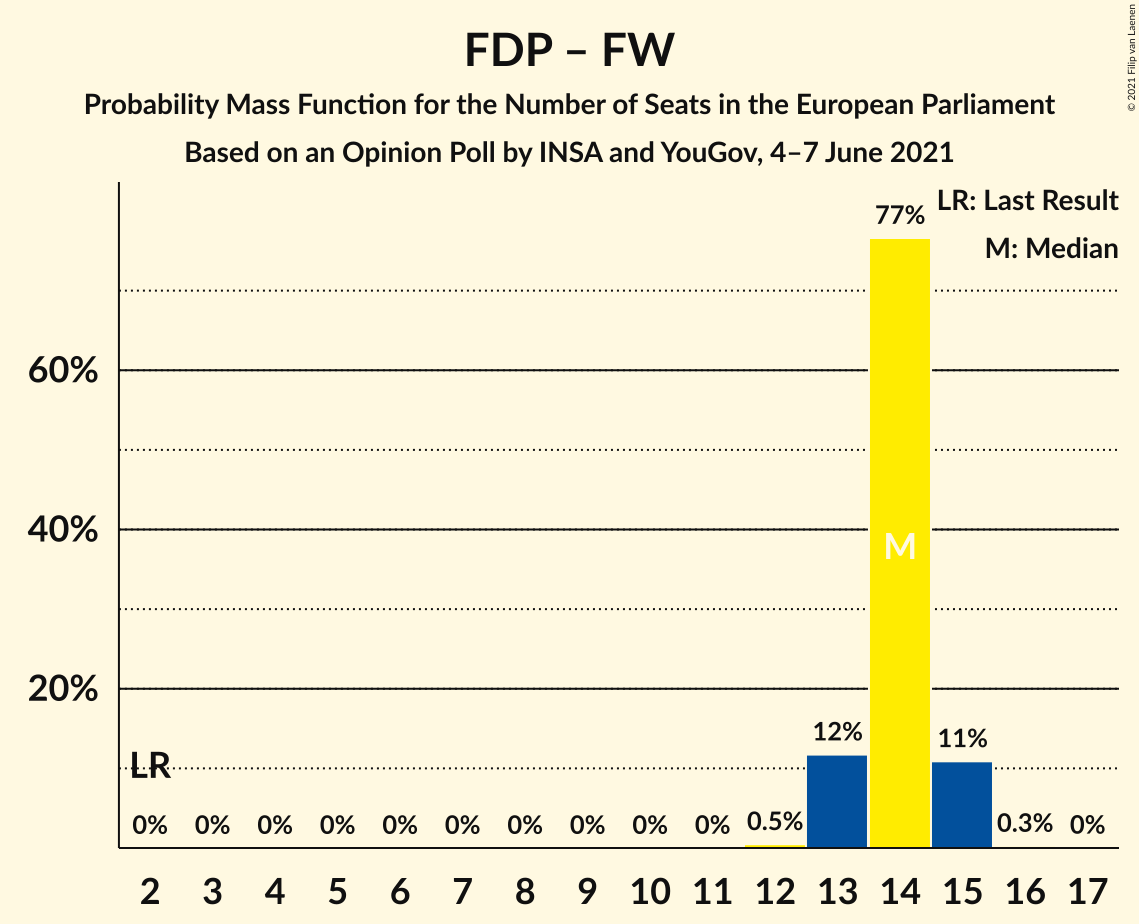 FDP – FW
Probability Mass Function for the Number of Seats in the European Parliament
Based on an Opinion Poll by INSA and YouGov, 4–7 June 2021
© 2021 Filip van Laenen
LR: Last Result
M: Median
77%
60%
40%
M
20%
12%
11%
LR
0% 0% 0% 0% 0% 0% 0% 0% 0% 0% 0.5% 0.3% 0%
2 3 4 5 6 7 8 9 10 11 12 13 14 15 16 17